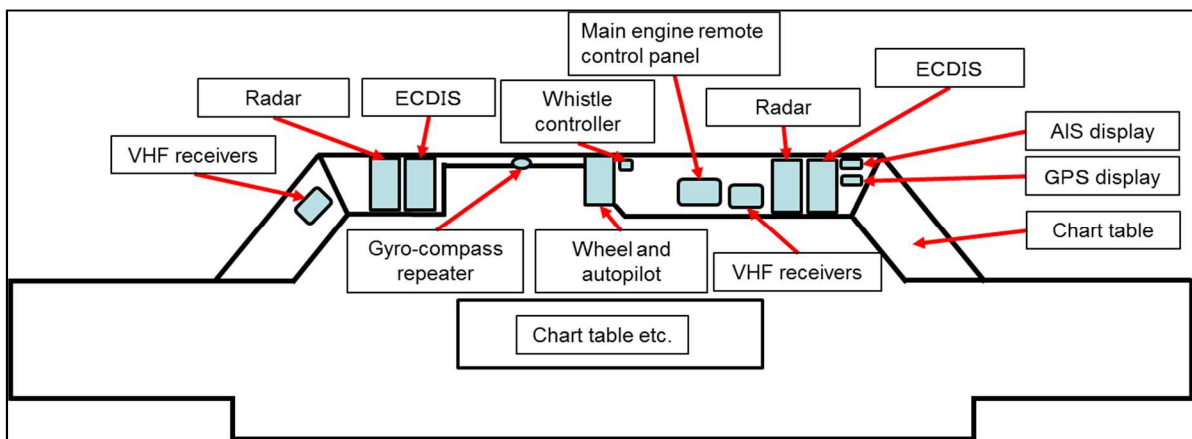 Main engine remote
control panel
ECDIS
Radar
ECDIS
Whistle
controller
Radar
AIS display
VHF receivers
GPS display
Chart table
Gyro-compass
repeater
Wheel and
autopilot
VHF receivers
Chart table etc.